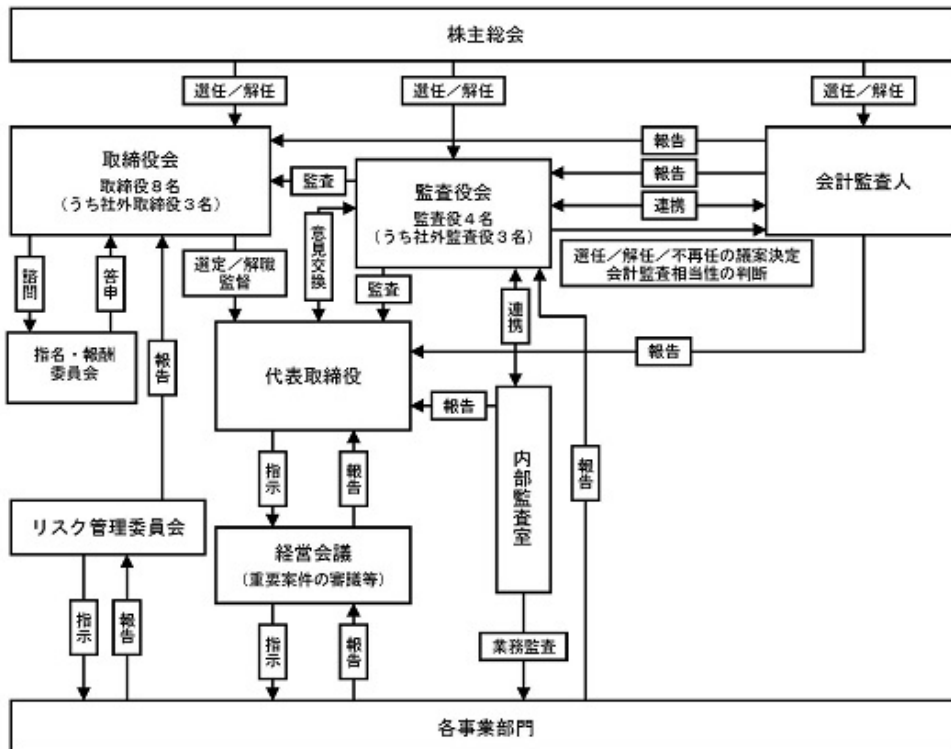 株主総会
選任／解任
選任／解任
選任／解任
取締役会
取締役８名
（うち社外取締役３名）
監査
監査役会
監査役４名
（うち社外監査役３名）
報告
報告
連携
会計監査人
選任／解任／不再任の議案決定
会計監査相当性の判断
諮問
答申
選定／解職
監督
意見交換
監査
連携
指名・報酬
委員会
報告
代表取締役
報告
報告
内部監査室
報告
指示
報告
リスク管理委員会
経営会議
（重要案件の審議等）
指示
報告
指示
報告
業務監査
各事業部門